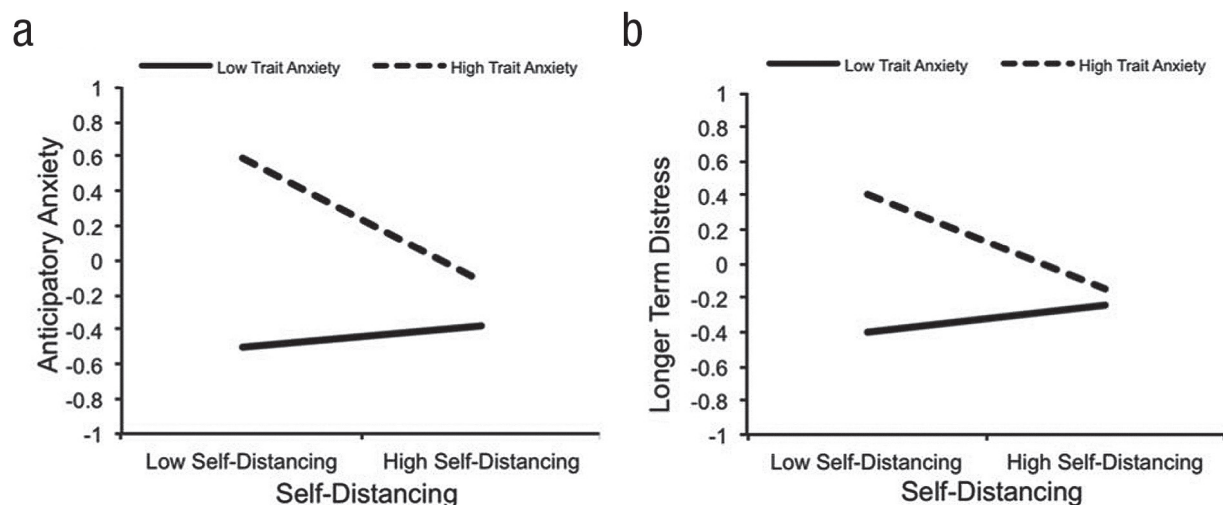 a
Low Trait Anxiety High Trait Anxiety
Anticipatory Anxiety
1
0.8
0.6
0.4
0.2
0
-0.2
-0.4
-0.6
-0.8
-1
Low Self-Distancing High Self-Distancing
Self-Distancing
b
Low Trait Anxiety High Trait Anxiety
Longer Term Distress
1
0.8
0.6
0.4
0.2
0
-0.2
-0.4
-0.6
-0.8
-1
Low Self-Distancing High Self-Distancing
Self-Distancing